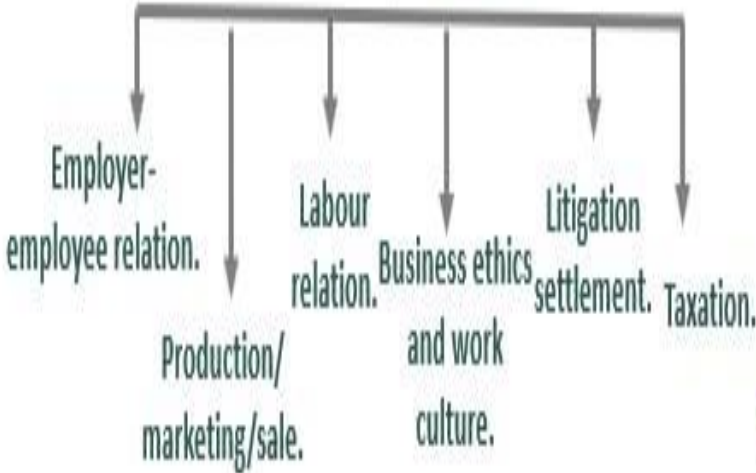 Employer-
employee relation.
Production/
marketing/sale.
Labour
relation.
Business ethics
and work
culture.
Litigation
settlement.
Taxation.